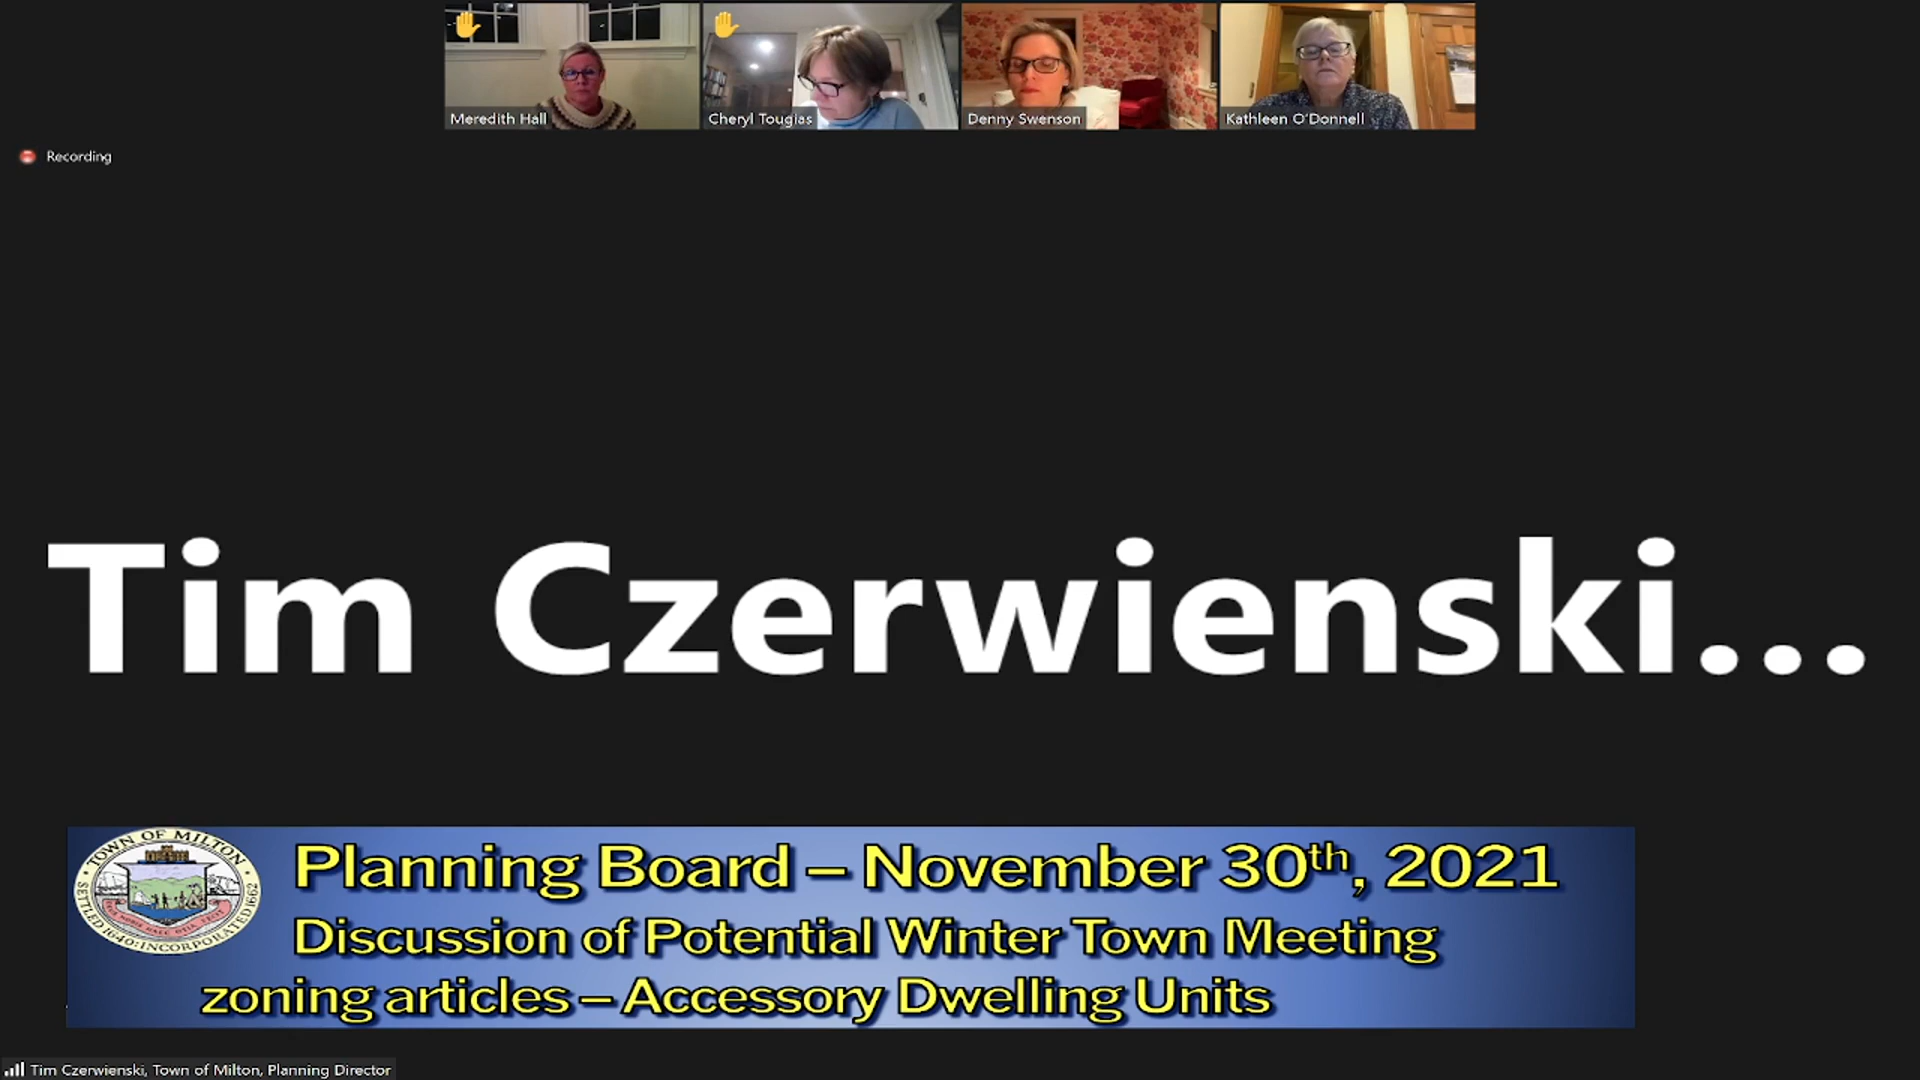 Meredith Hall
Cheryl Tougias
Denny Swenson
Kathleen O'Donnell
Recording
Tim Czerwienski...
TOWN OF MILTON
SETTLED 1640 · INCORPORATED 1662
Planning Board – November 30th, 2021
Discussion of Potential Winter Town Meeting
zoning articles – Accessory Dwelling Units
Tim Czerwienski, Town of Milton, Planning Director